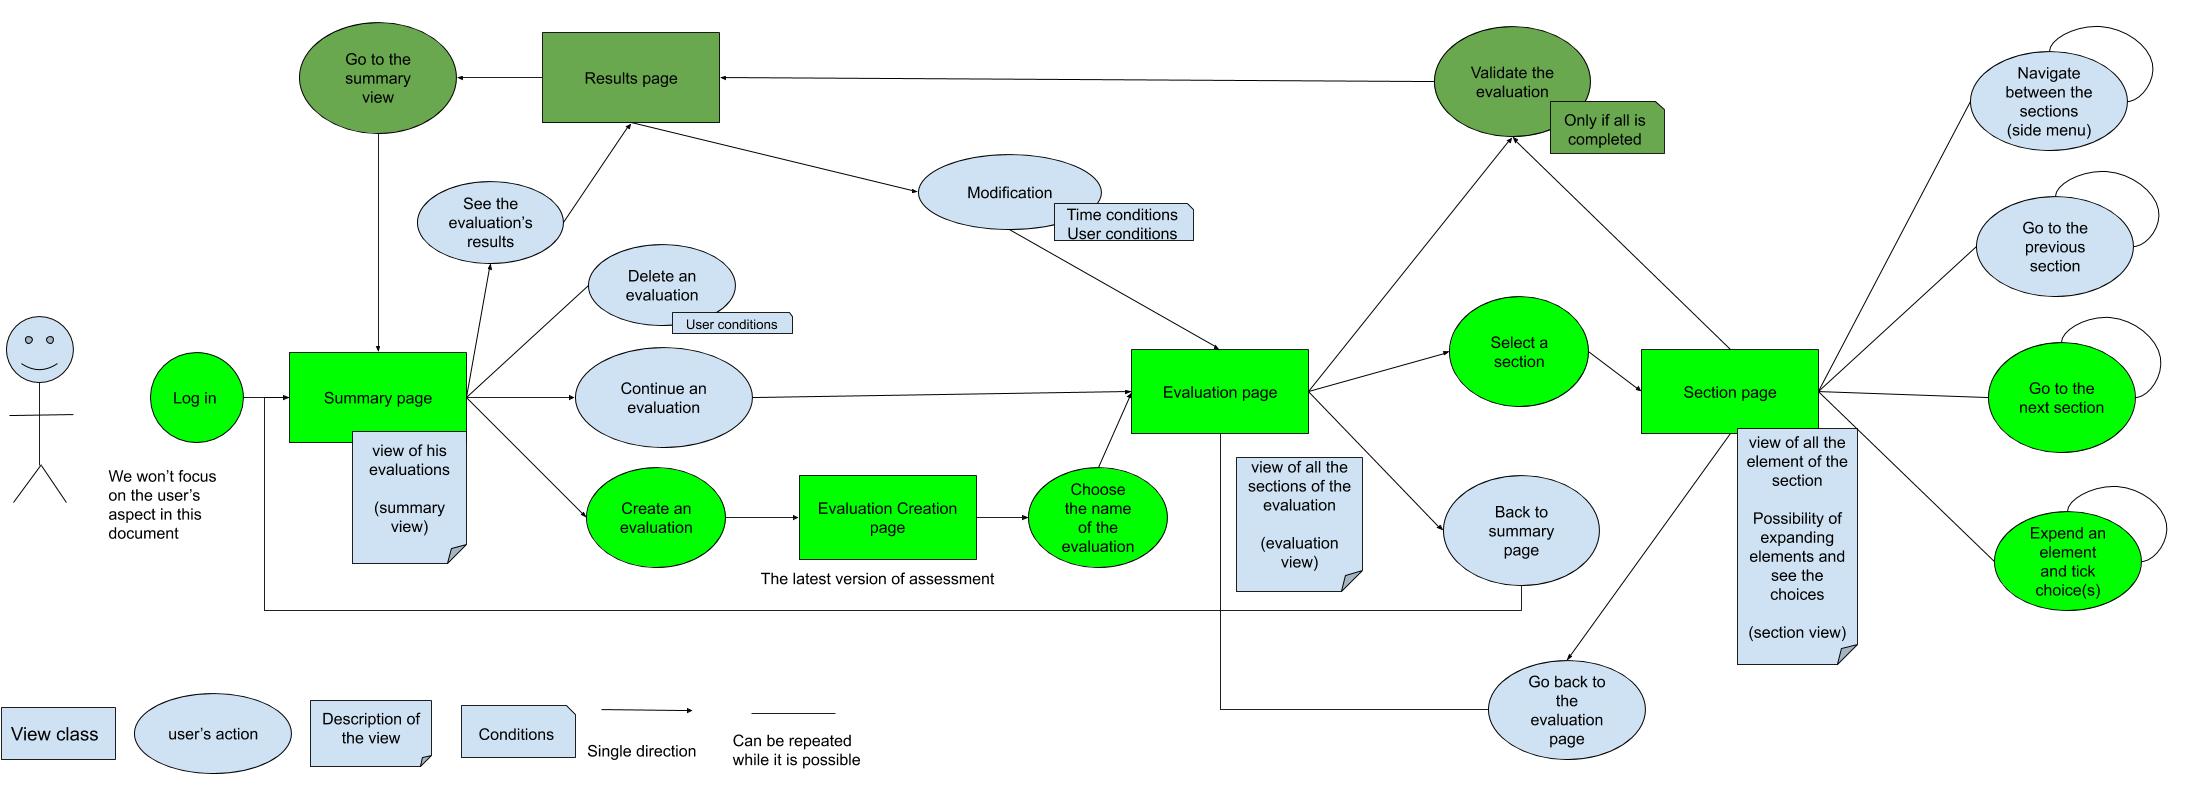 Go to the
summary
view
Results page
Validate the
evaluation
Only if all is
completed
Navigate
between the
sections
(side menu)
See the
evaluation's
results
Modification
Time conditions
User conditions
Go to the
previous
section
Delete an
evaluation
User conditions
Log in
Summary page
Continue an
evaluation
Evaluation page
Select a
section
Section page
Go to the
next section
view of his
evaluations
(summary
view)
We won't focus
on the user's
aspect in this
document
Create an
evaluation
Evaluation Creation
page
The latest version of assessment
Choose
the name
of the
evaluation
view of all the
sections of the
evaluation
(evaluation
view)
Back to
summary
page
view of all the
element of the
section
Possibility of
expanding
elements and
see the
choices
(section view)
Expend an
element
and tick
choice(s)
Go back to
the
evaluation
page
View class
user's action
Description of
the view
Conditions
Single direction
Can be repeated
while it is possible